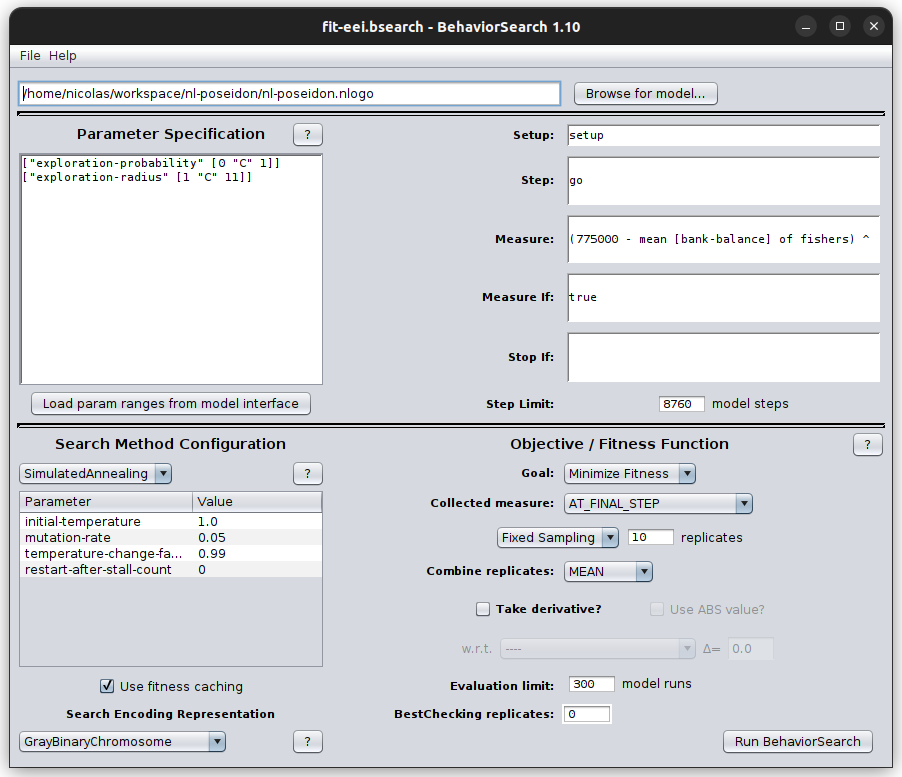 fit-eei.bsearch - BehaviorSearch 1.10
File Help
/home/nicolas/workspace/nl-poseidon/nl-poseidon.nlogo
Browse for model...
Parameter Specification
?
["exploration-probability" [0 "C" 1]]
["exploration-radius" [1 "C" 11]]
Load param ranges from model interface
Setup: setup
Step: go
Measure: (775000 - mean [bank-balance] of fishers) ^
Measure If: true
Stop If:
Step Limit: 8760 model steps
Search Method Configuration
SimulatedAnnealing
?
Parameter Value
initial-temperature 1.0
mutation-rate 0.05
temperature-change-fa... 0.99
restart-after-stall-count 0
Use fitness caching
Search Encoding Representation
GrayBinaryChromosome
?
Objective / Fitness Function
?
Goal: Minimize Fitness
Collected measure: AT_FINAL_STEP
Fixed Sampling 10 replicates
Combine replicates: MEAN
Take derivative? Use ABS value?
w.r.t. ---- Δ= 0.0
Evaluation limit: 300 model runs
BestChecking replicates: 0
Run BehaviorSearch